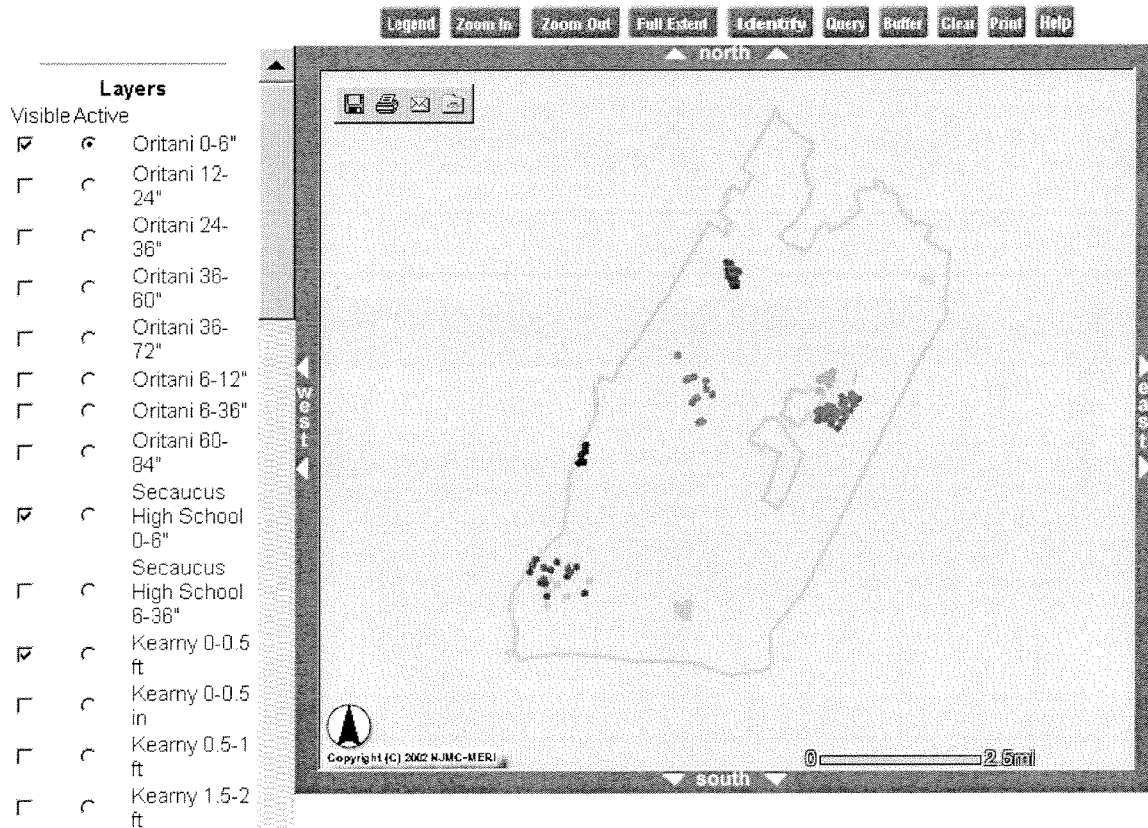 Legend Zoom In Zoom Out Full Extent Identify Query Buffer Clear Print Help
north
Layers
Visible Active
Oritani 0-6"
Oritani 12-
24"
Oritani 24-
36"
Oritani 36-
60"
Oritani 36-
72"
Oritani 6-12"
Oritani 6-36"
Oritani 60-
84"
Secaucus
High School
0-6"
Secaucus
High School
6-36"
Kearny 0-0.5
ft
Kearny 0-0.5
in
Kearny 0.5-1
ft
Kearny 1.5-2
ft
west
east
Copyright (C) 2002 NJMC-MERI
0 2.5mi
south